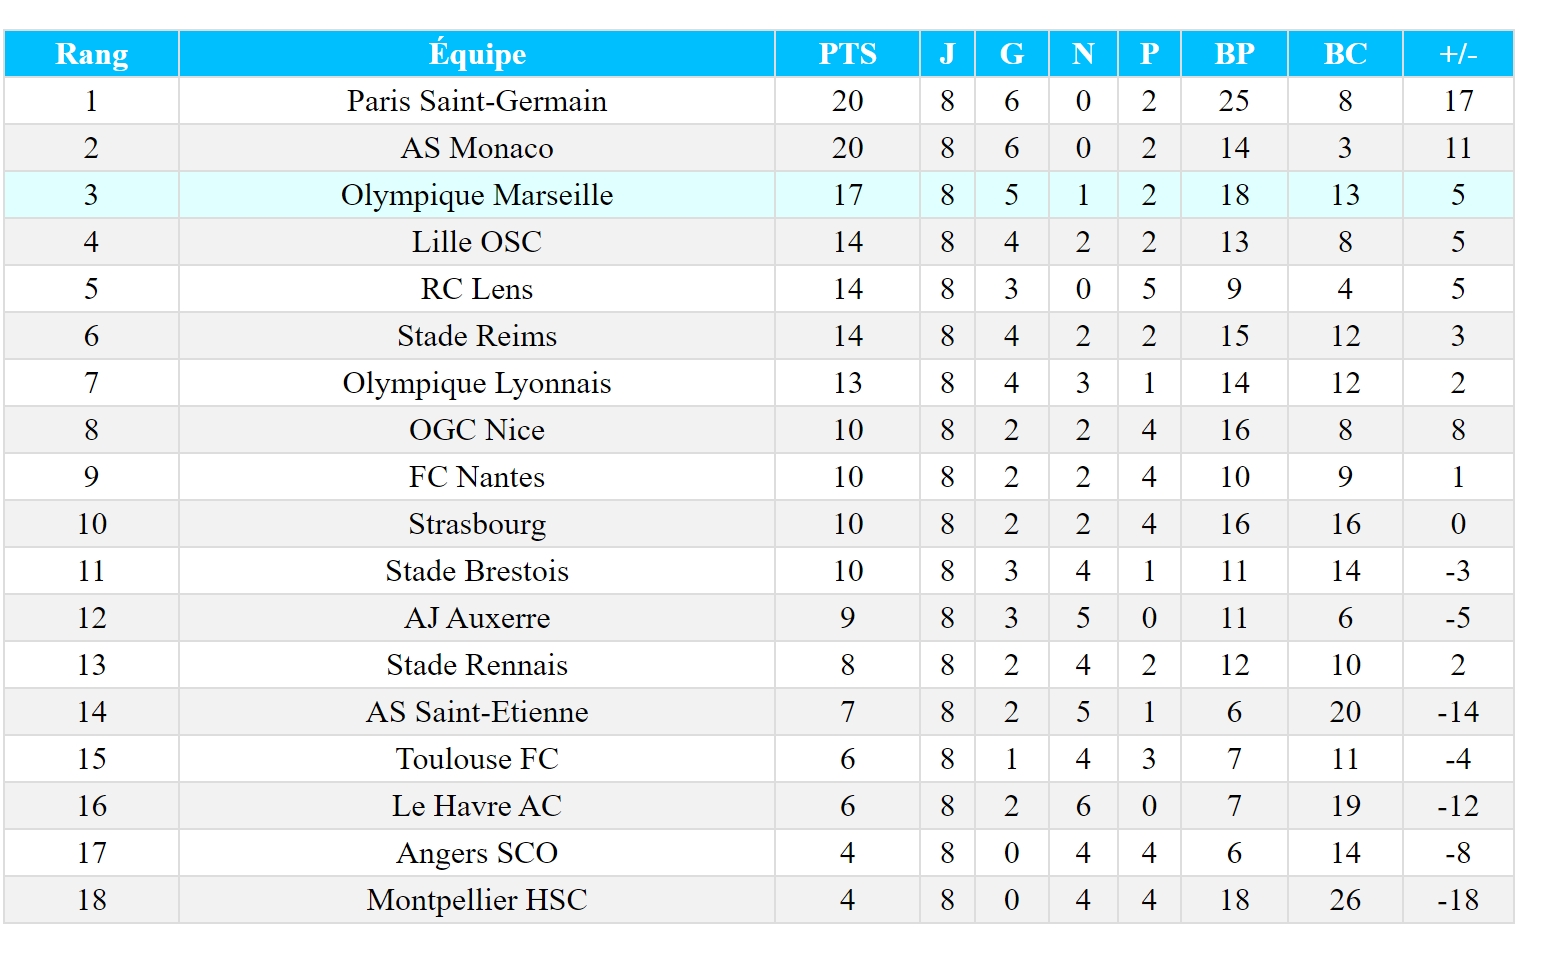 Rang Équipe PTS J G N P BP BC +/-
1 Paris Saint-Germain 20 8 6 0 2 25 8 17
2 AS Monaco 20 8 6 0 2 14 3 11
3 Olympique Marseille 17 8 5 1 2 18 13 5
4 Lille OSC 14 8 4 2 2 13 8 5
5 RC Lens 14 8 3 0 5 9 4 5
6 Stade Reims 14 8 4 2 2 15 12 3
7 Olympique Lyonnais 13 8 4 3 1 14 12 2
8 OGC Nice 10 8 2 2 4 16 8 8
9 FC Nantes 10 8 2 2 4 10 9 1
10 Strasbourg 10 8 2 2 4 16 16 0
11 Stade Brestois 10 8 3 4 1 11 14 -3
12 AJ Auxerre 9 8 3 5 0 11 6 -5
13 Stade Rennais 8 8 2 4 2 12 10 2
14 AS Saint-Etienne 7 8 2 5 1 6 20 -14
15 Toulouse FC 6 8 1 4 3 7 11 -4
16 Le Havre AC 6 8 2 6 0 7 19 -12
17 Angers SCO 4 8 0 4 4 6 14 -8
18 Montpellier HSC 4 8 0 4 4 18 26 -18